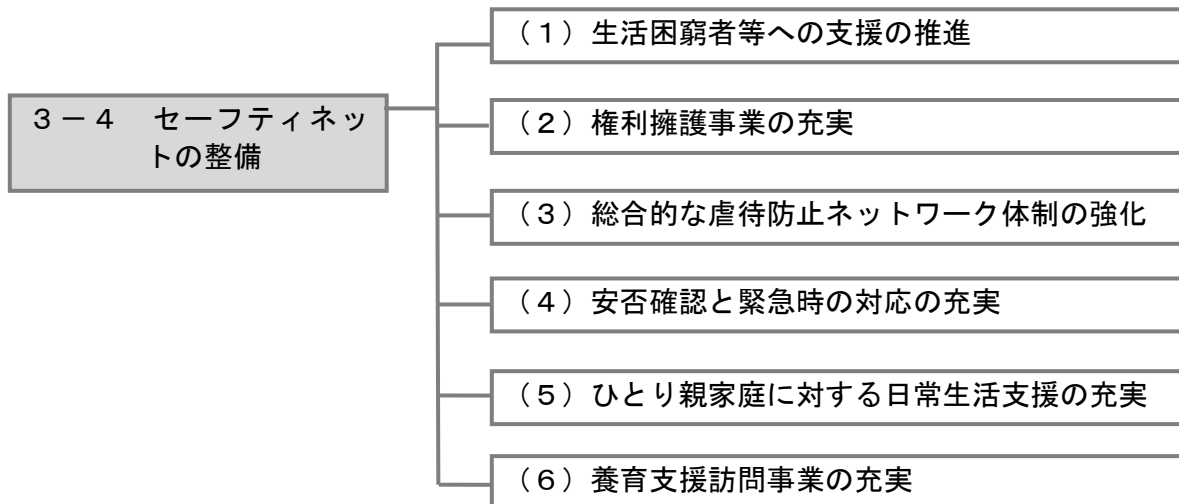 ３－４　セーフティネッ
トの整備
（１）生活困窮者等への支援の推進
（２）権利擁護事業の充実
（３）総合的な虐待防止ネットワーク体制の強化
（４）安否確認と緊急時の対応の充実
（５）ひとり親家庭に対する日常生活支援の充実
（６）養育支援訪問事業の充実